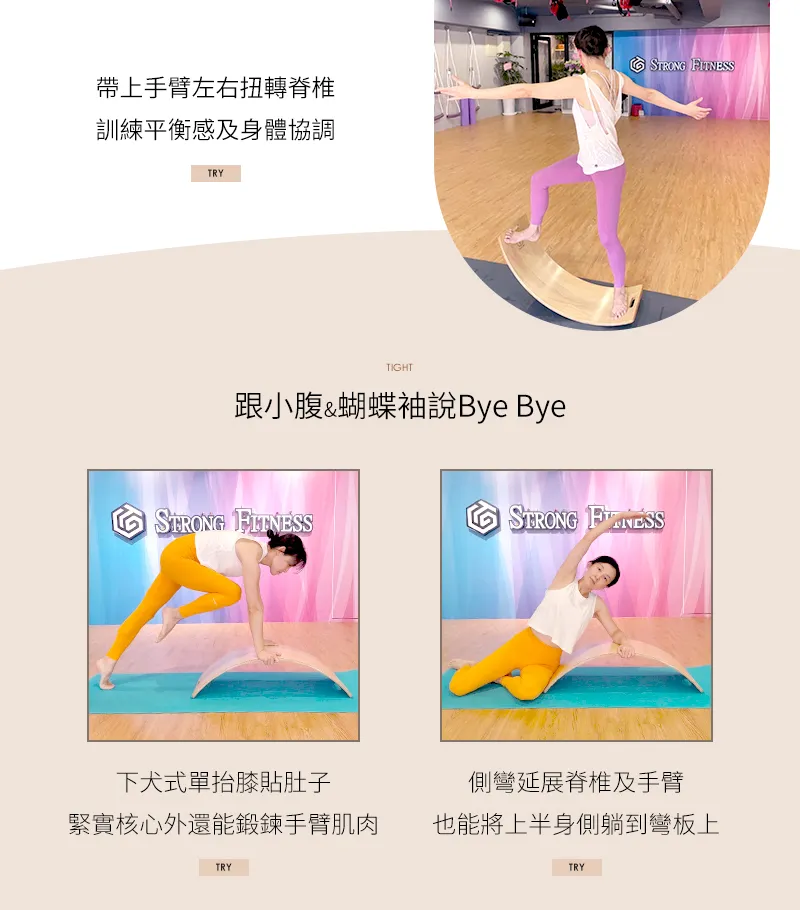 帶上手臂左右扭轉脊椎
訓練平衡感及身體協調
TRY
STRONG FITNESS
TIGHT
跟小腹&蝴蝶袖說Bye Bye
STRONG FITNESS
STRONG FITNESS
下犬式單抬膝貼肚子
緊實核心外還能鍛鍊手臂肌肉
TRY
側彎延展脊椎及手臂
也能將上半身側躺到彎板上
TRY